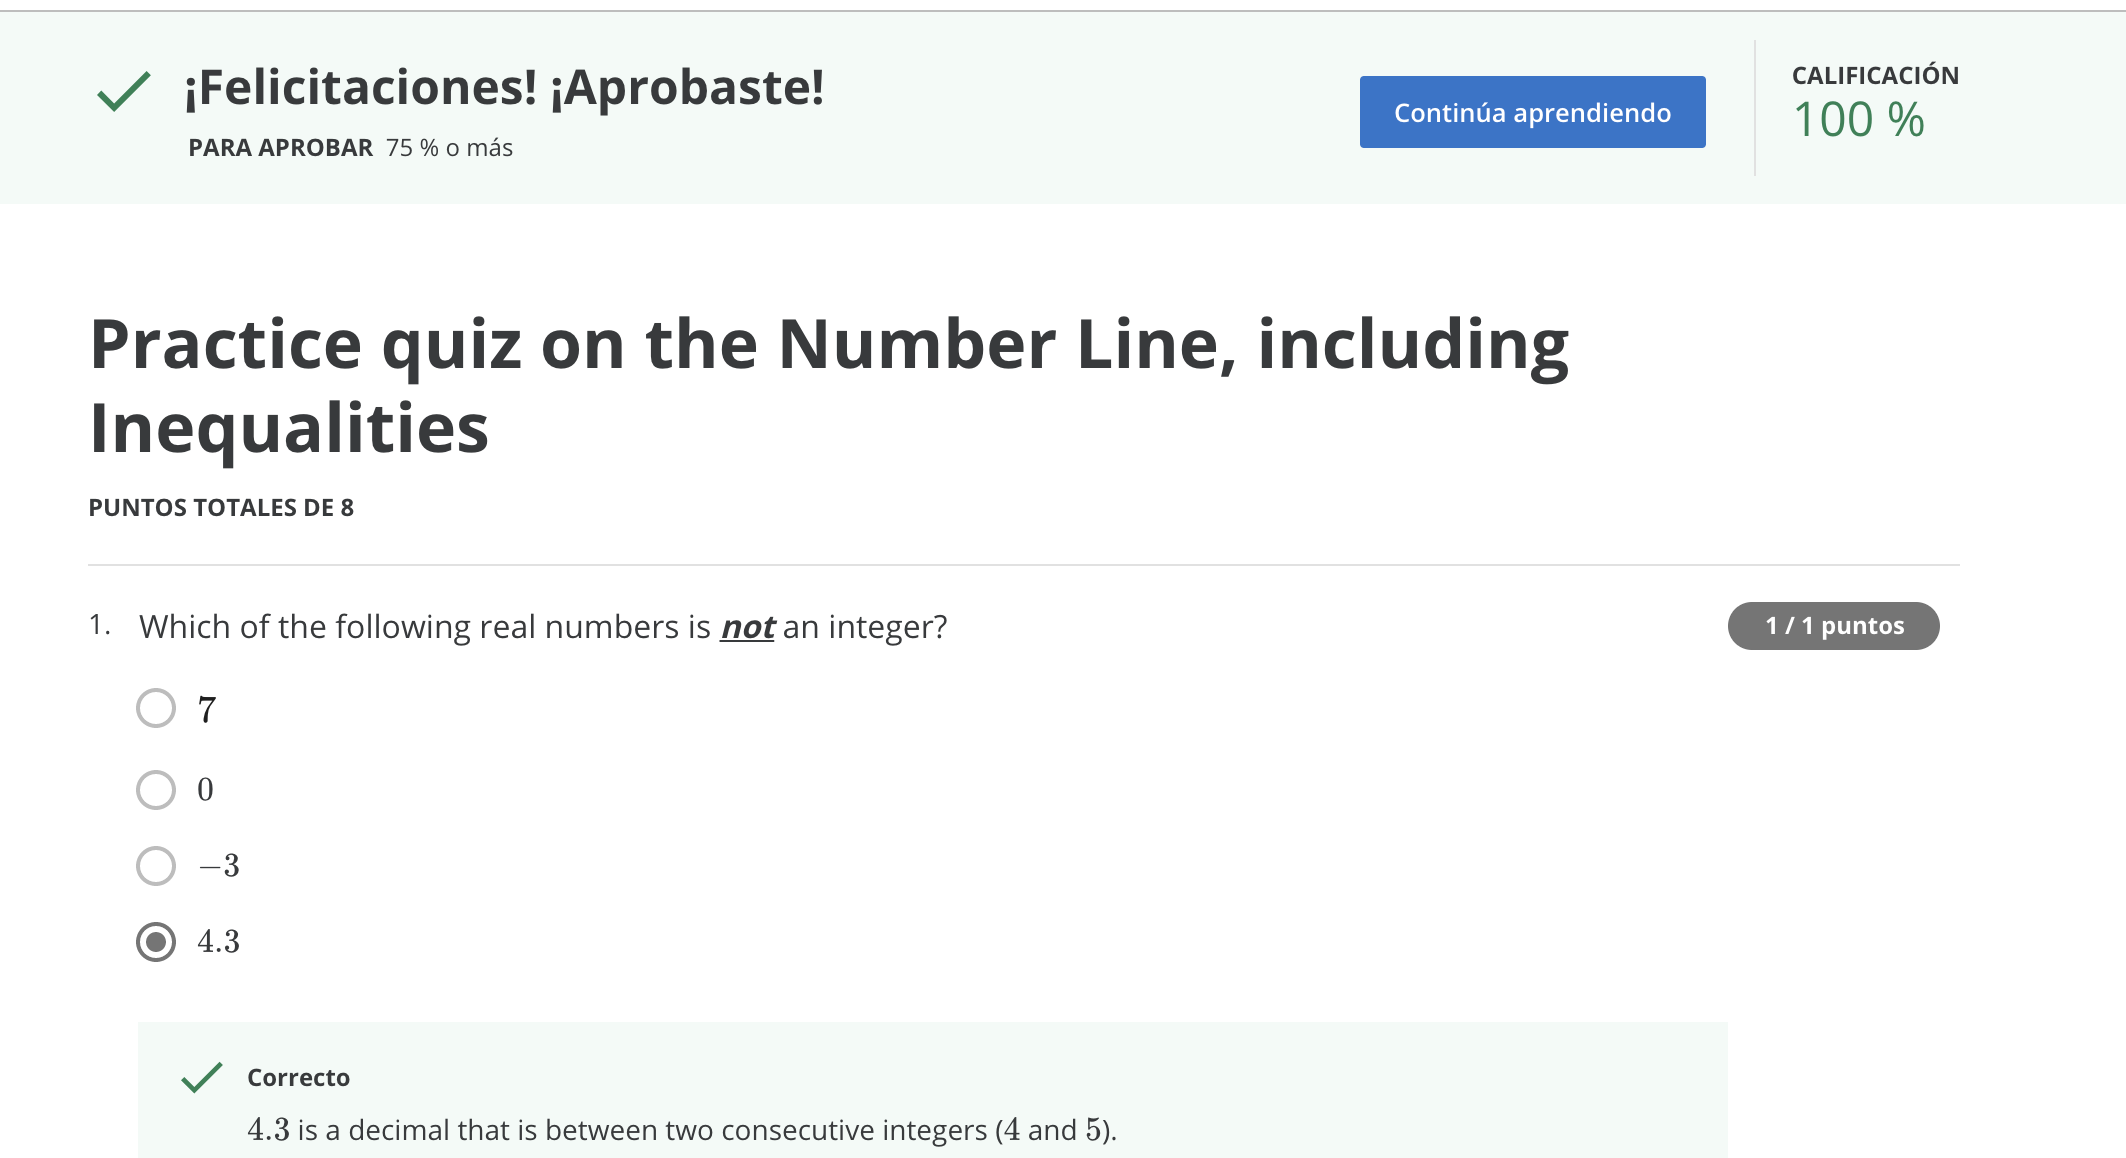 ¡Felicitaciones! ¡Aprobaste!
PARA APROBAR 75 % o más
Continúa aprendiendo
CALIFICACIÓN
100 %
Practice quiz on the Number Line, including
Inequalities
PUNTOS TOTALES DE 8
1. Which of the following real numbers is not an integer?
1 / 1 puntos
7
0
−3
4.3
Correcto
4.3 is a decimal that is between two consecutive integers (4 and 5).